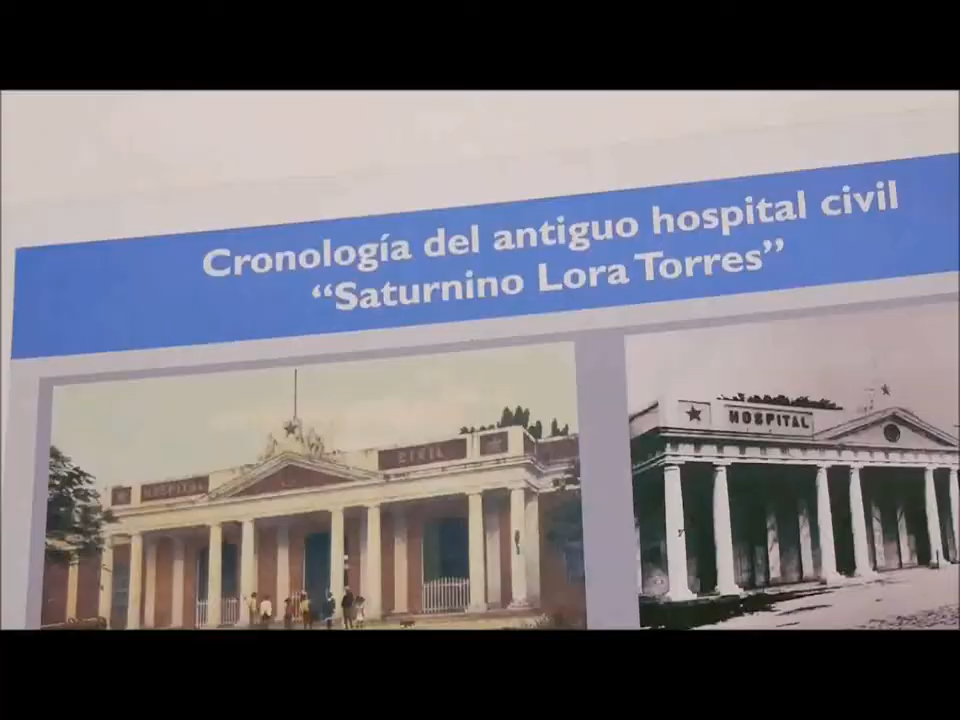 Cronología del antiguo hospital civil
“Saturnino Lora Torres”
HOSPITAL
CIVIL
HOSPITAL